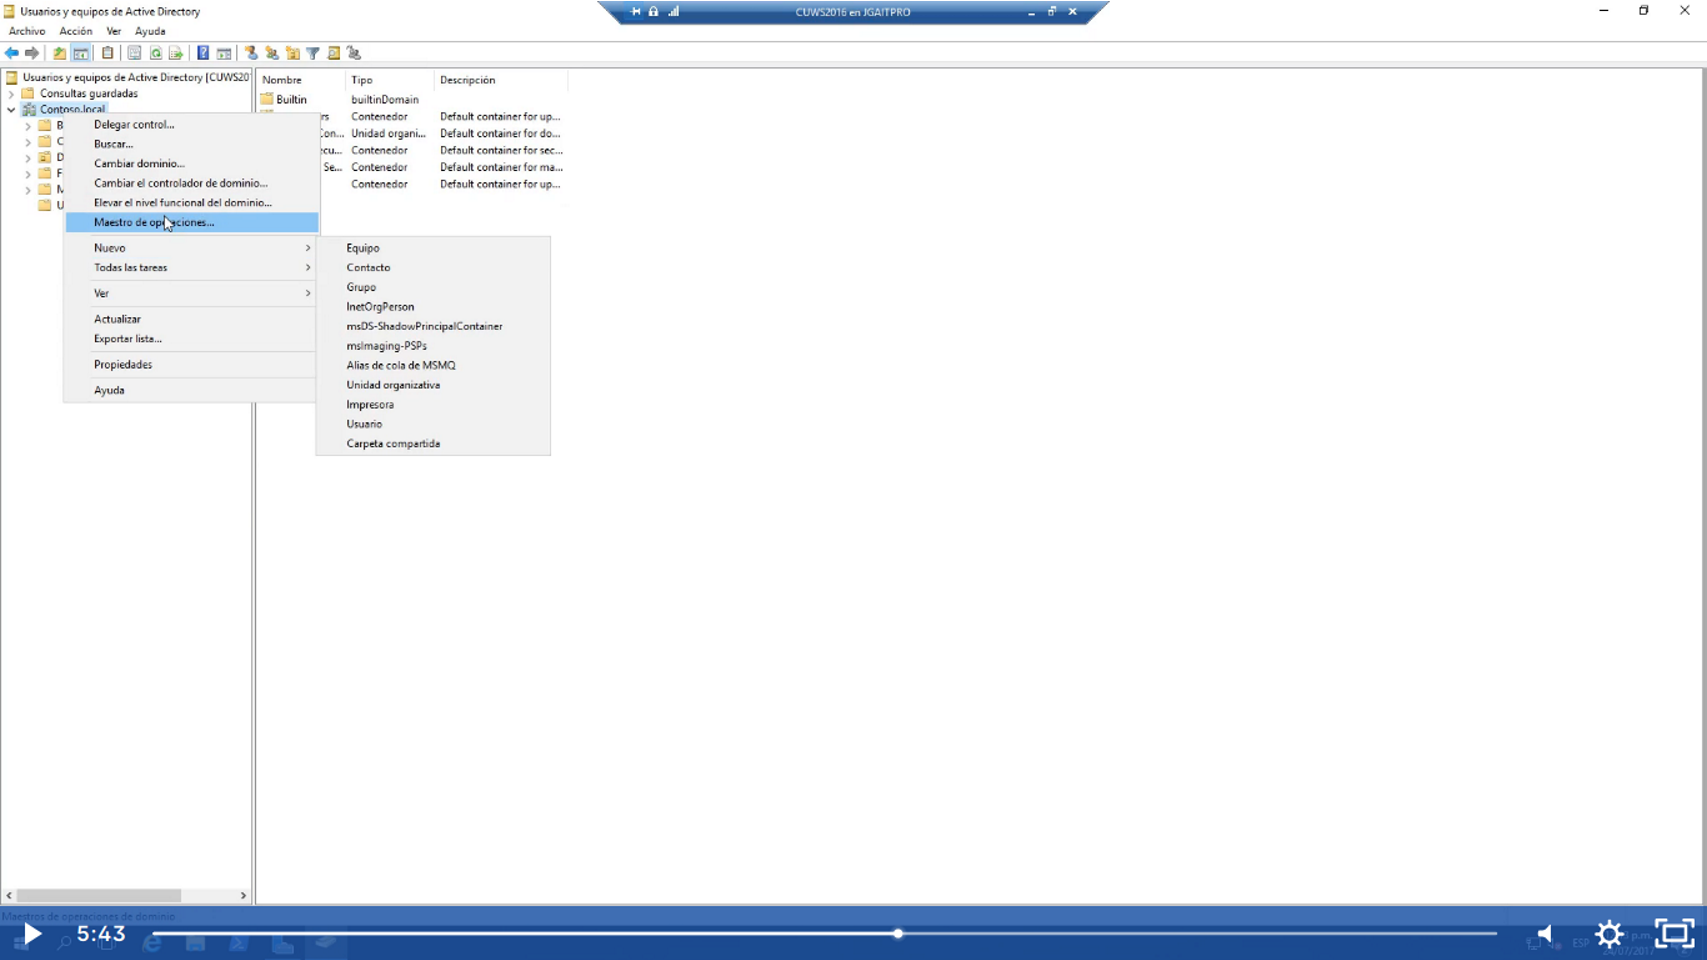 Usuarios y equipos de Active Directory
CUWS2016 en JGAITPRO
Archivo Acción Ver Ayuda
Usuarios y equipos de Active Directory [CUWS20
Consultas guardadas
Contoso.local
B
C
D
F
M
U
Nombre Tipo Descripción
Builtin builtinDomain
rs Contenedor Default container for up...
Con... Unidad organi... Default container for do...
ecu... Contenedor Default container for sec...
Se... Contenedor Default container for ma...
Contenedor Default container for up...
Delegar control...
Buscar...
Cambiar dominio...
Cambiar el controlador de dominio...
Elevar el nivel funcional del dominio...
Maestro de operaciones...
Nuevo
Todas las tareas
Ver
Actualizar
Exportar lista...
Propiedades
Ayuda
Equipo
Contacto
Grupo
InetOrgPerson
msDS-ShadowPrincipalContainer
msImaging-PSPs
Alias de cola de MSMQ
Unidad organizativa
Impresora
Usuario
Carpeta compartida
Maestros de operaciones de dominio
5:43
ESP
p.m.
24/07/2017